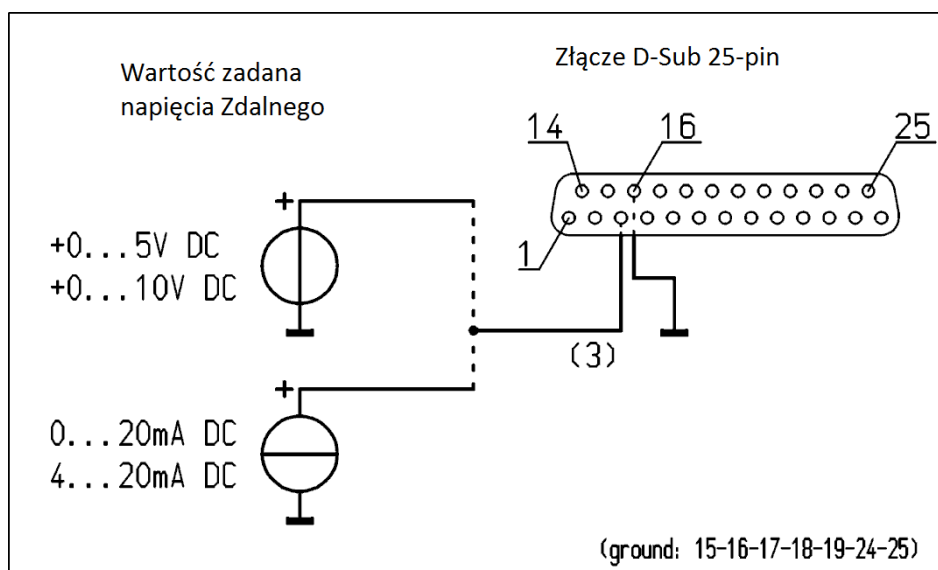 Wartość zadana
napięcia Zdalnego
Złącze D-Sub 25-pin
14
16
25
+
+0...5V DC
+0...10V DC
1
(3)
+
0...20mA DC
4...20mA DC
(ground: 15-16-17-18-19-24-25)